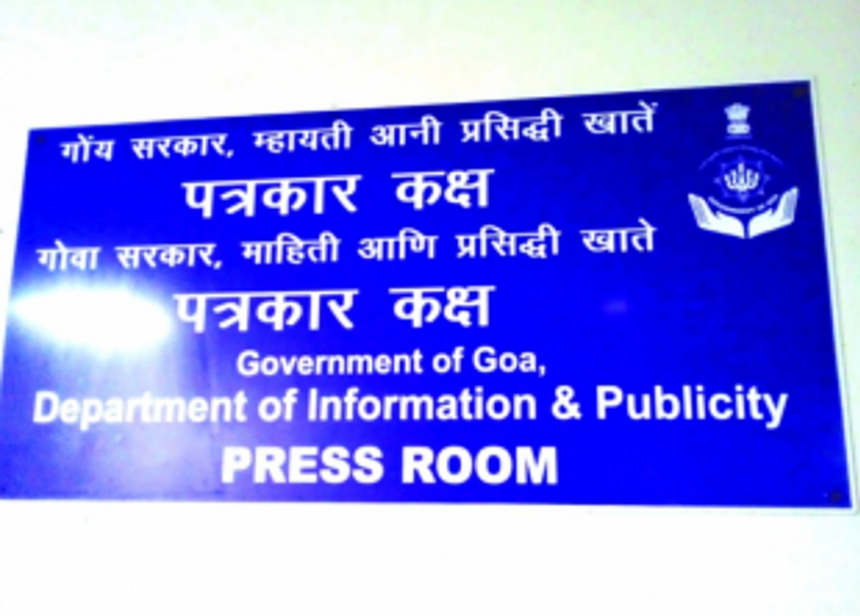 गोंय सरकार, म्हायती आनी प्रसिद्धी खातें
पत्रकार कक्ष
गोवा सरकार, माहिती आणि प्रसिद्धी खाते
पत्रकार कक्ष
Government of Goa,
Department of Information & Publicity
PRESS ROOM